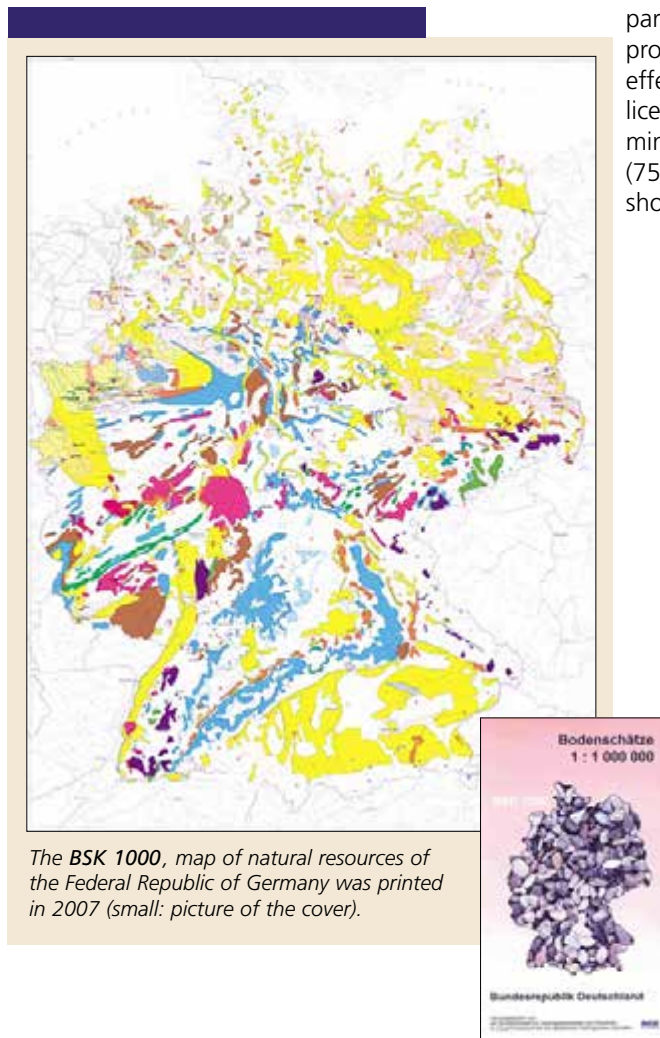 par
pro
effe
lice
min
(75
sho
The BSK 1000, map of natural resources of
the Federal Republic of Germany was printed
in 2007 (small: picture of the cover).
Bodenschätze
1 : 1 000 000
Bundesrepublik Deutschland